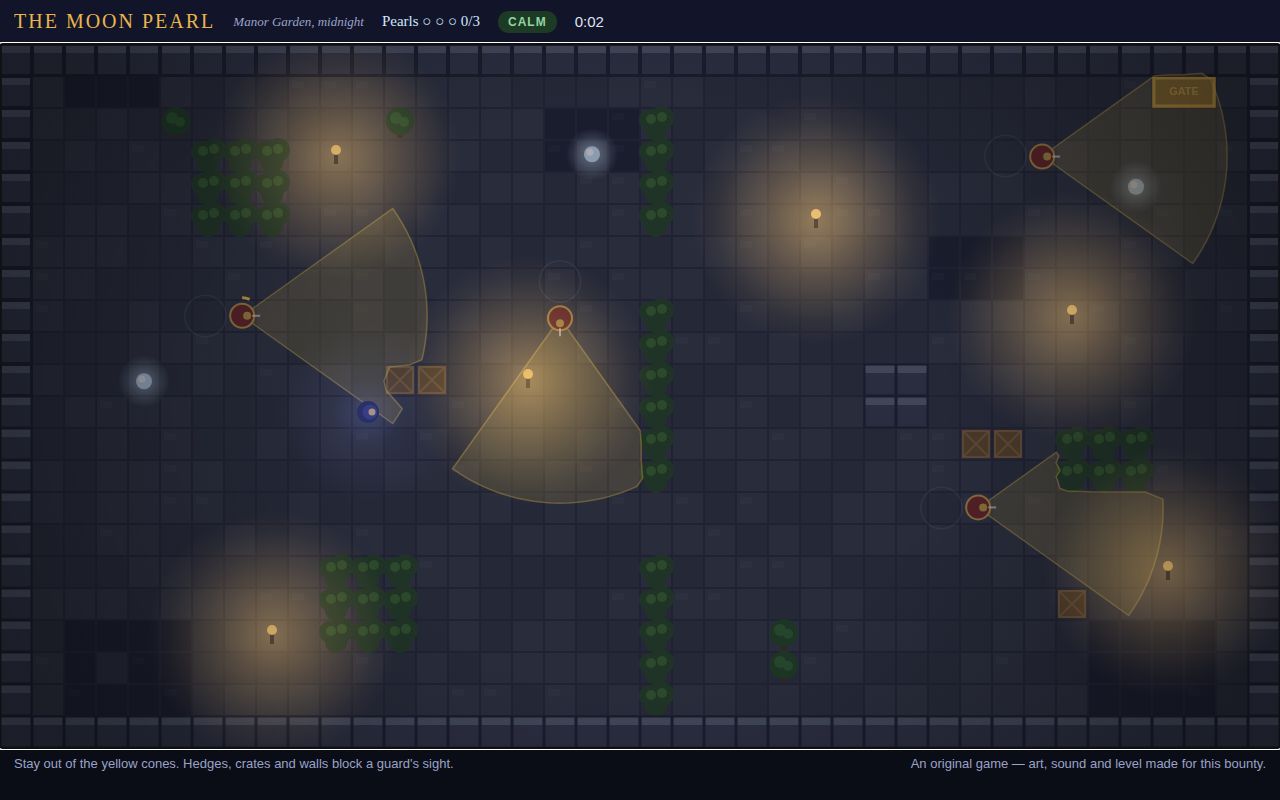 THE MOON PEARL Manor Garden, midnight Pearls ○ ○ ○ 0/3 CALM 0:02
GATE
Stay out of the yellow cones. Hedges, crates and walls block a guard's sight. An original game — art, sound and level made for this bounty.